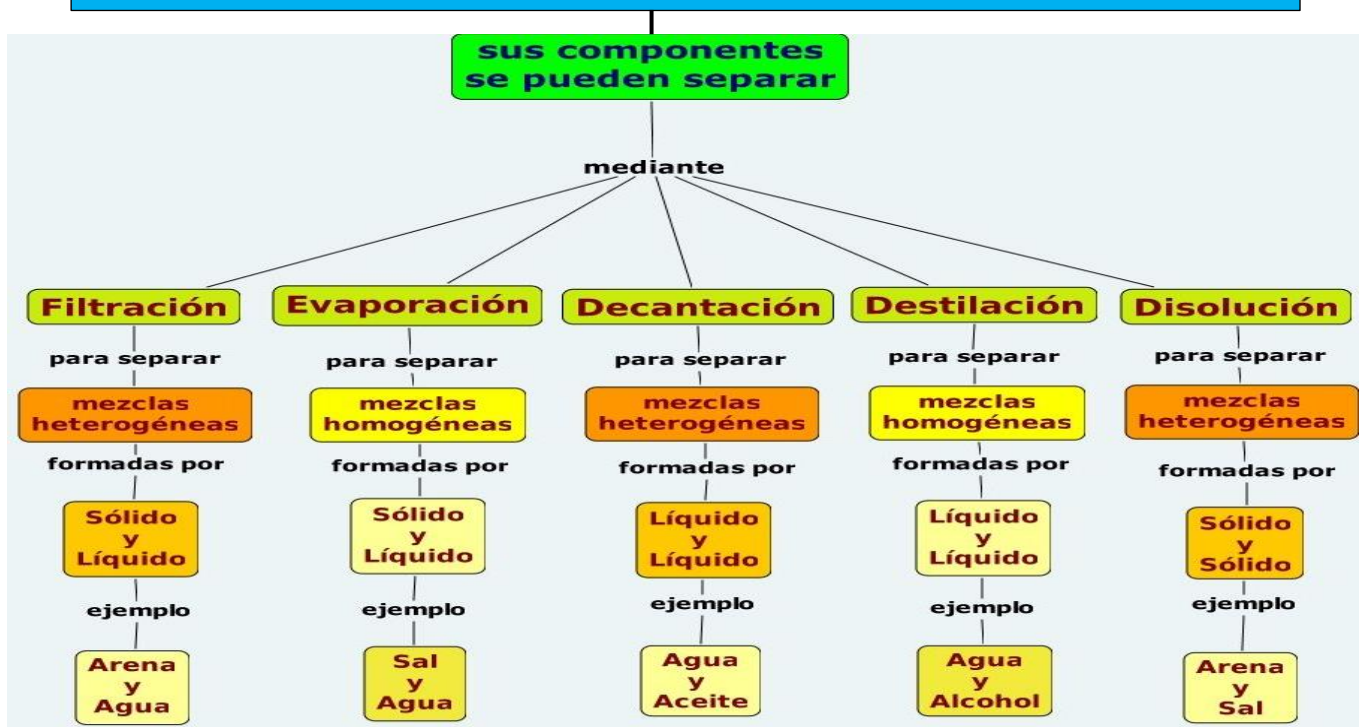 sus componentes
se pueden separar
mediante
Filtración
Evaporación
Decantación
Destilación
Disolución
para separar
para separar
para separar
para separar
para separar
mezclas
heterogéneas
mezclas
homogéneas
mezclas
heterogéneas
mezclas
homogéneas
mezclas
heterogéneas
formadas por
formadas por
formadas por
formadas por
formadas por
Sólido
y
Líquido
Sólido
y
Líquido
Líquido
y
Líquido
Líquido
y
Líquido
Sólido
y
Sólido
ejemplo
ejemplo
ejemplo
ejemplo
ejemplo
Arena
y
Agua
Sal
y
Agua
Agua
y
Aceite
Agua
y
Alcohol
Arena
y
Sal